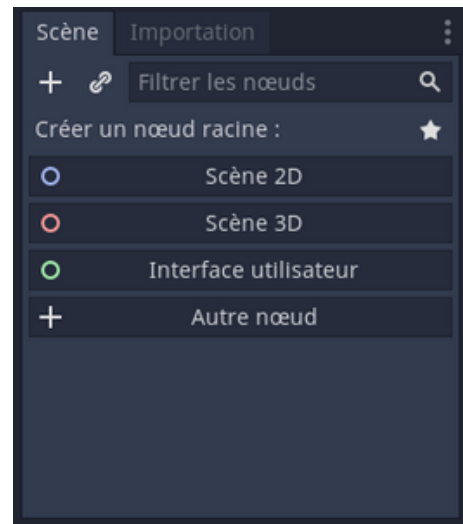 Scène Importation
Filtrer les nœuds
Créer un nœud racine :
Scène 2D
Scène 3D
Interface utilisateur
Autre nœud